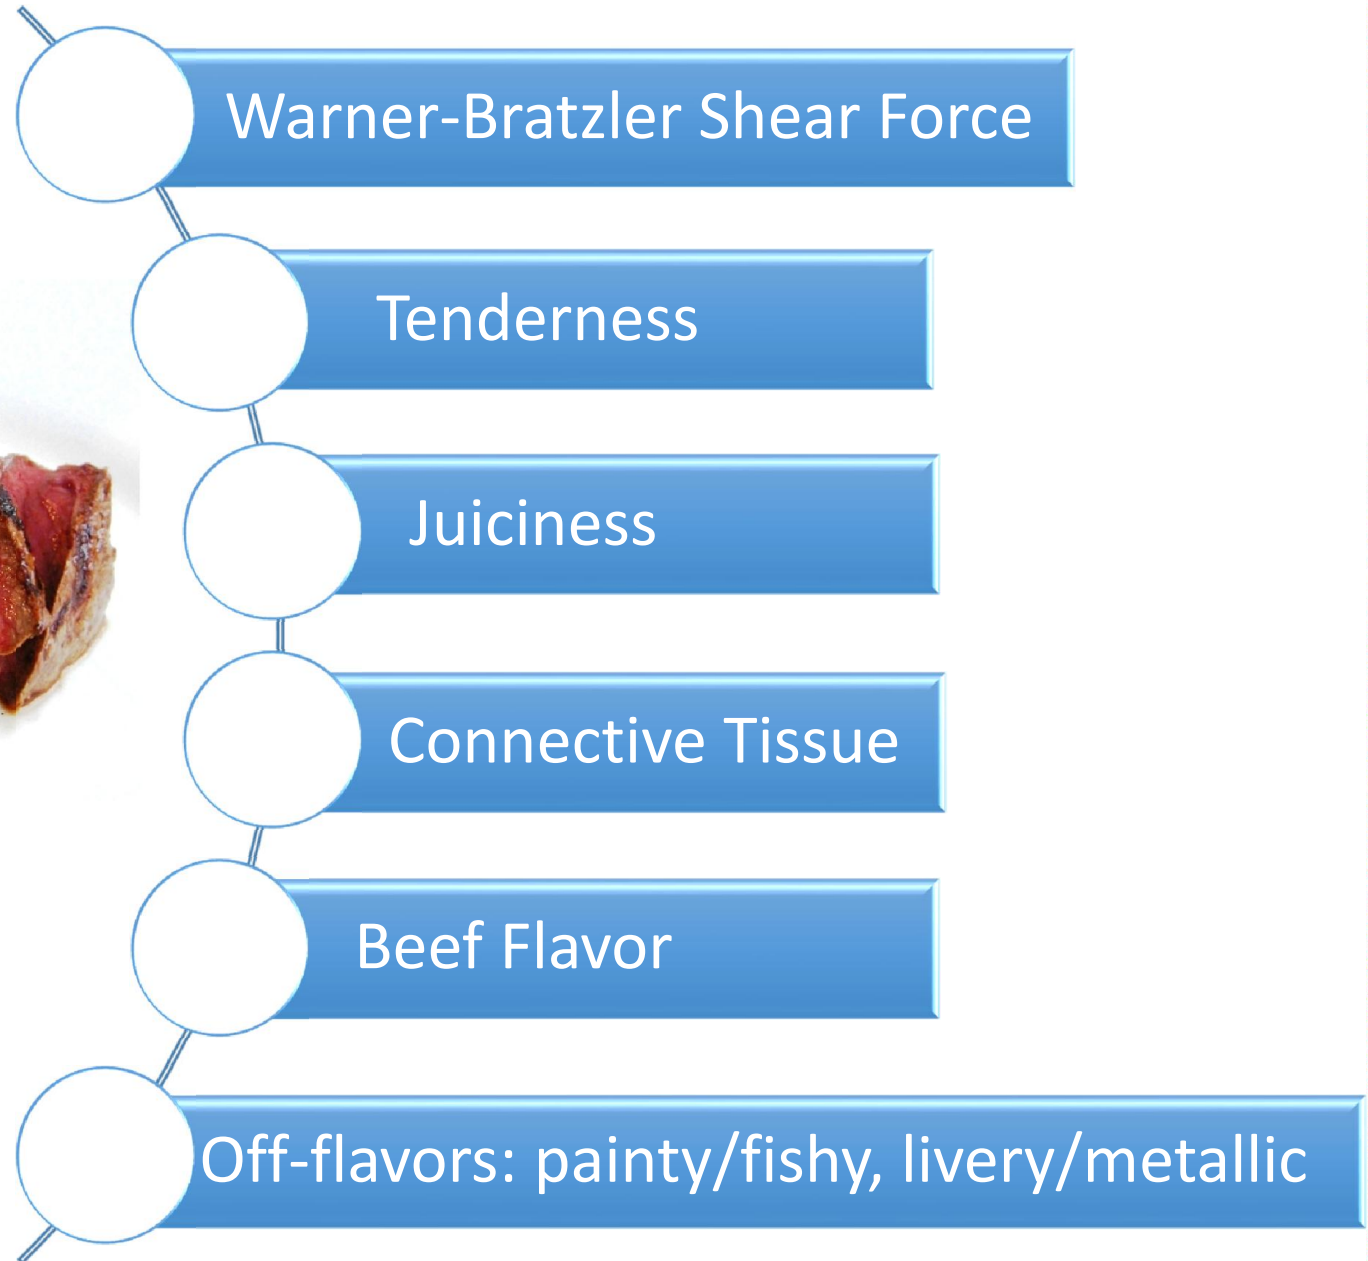 Warner-Bratzler Shear Force
Tenderness
Juiciness
Connective Tissue
Beef Flavor
Off-flavors: painty/fishy, livery/metallic